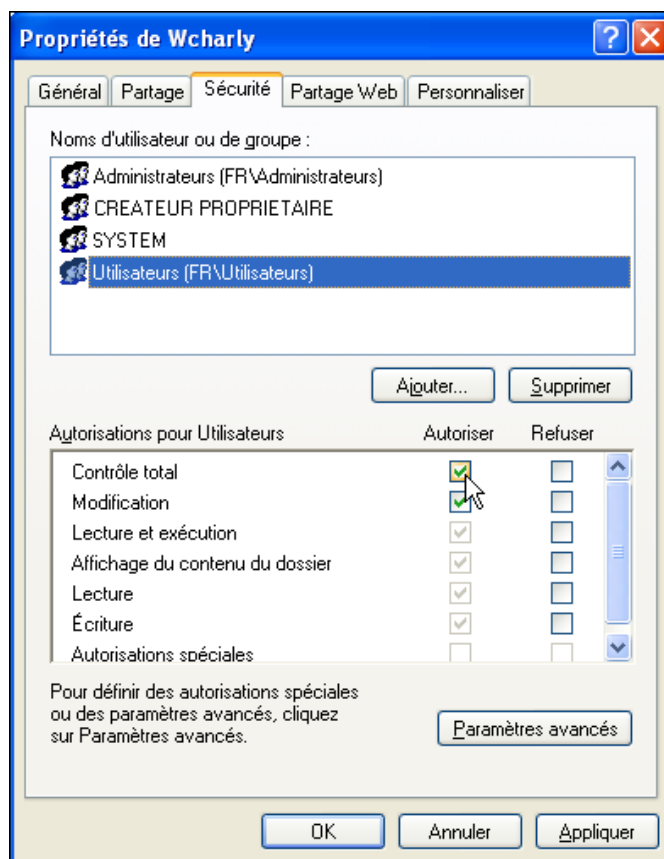 Propriétés de Wcharly
Général Partage Sécurité Partage Web Personnaliser
Noms d'utilisateur ou de groupe :
Administrateurs (FR\Administrateurs)
CREATEUR PROPRIETAIRE
SYSTEM
Utilisateurs (FR\Utilisateurs)
Ajouter... Supprimer
Autorisations pour Utilisateurs Autoriser Refuser
Contrôle total
Modification
Lecture et exécution
Affichage du contenu du dossier
Lecture
Écriture
Autorisations spéciales
Pour définir des autorisations spéciales
ou des paramètres avancés, cliquez
sur Paramètres avancés.
Paramètres avancés
OK Annuler Appliquer